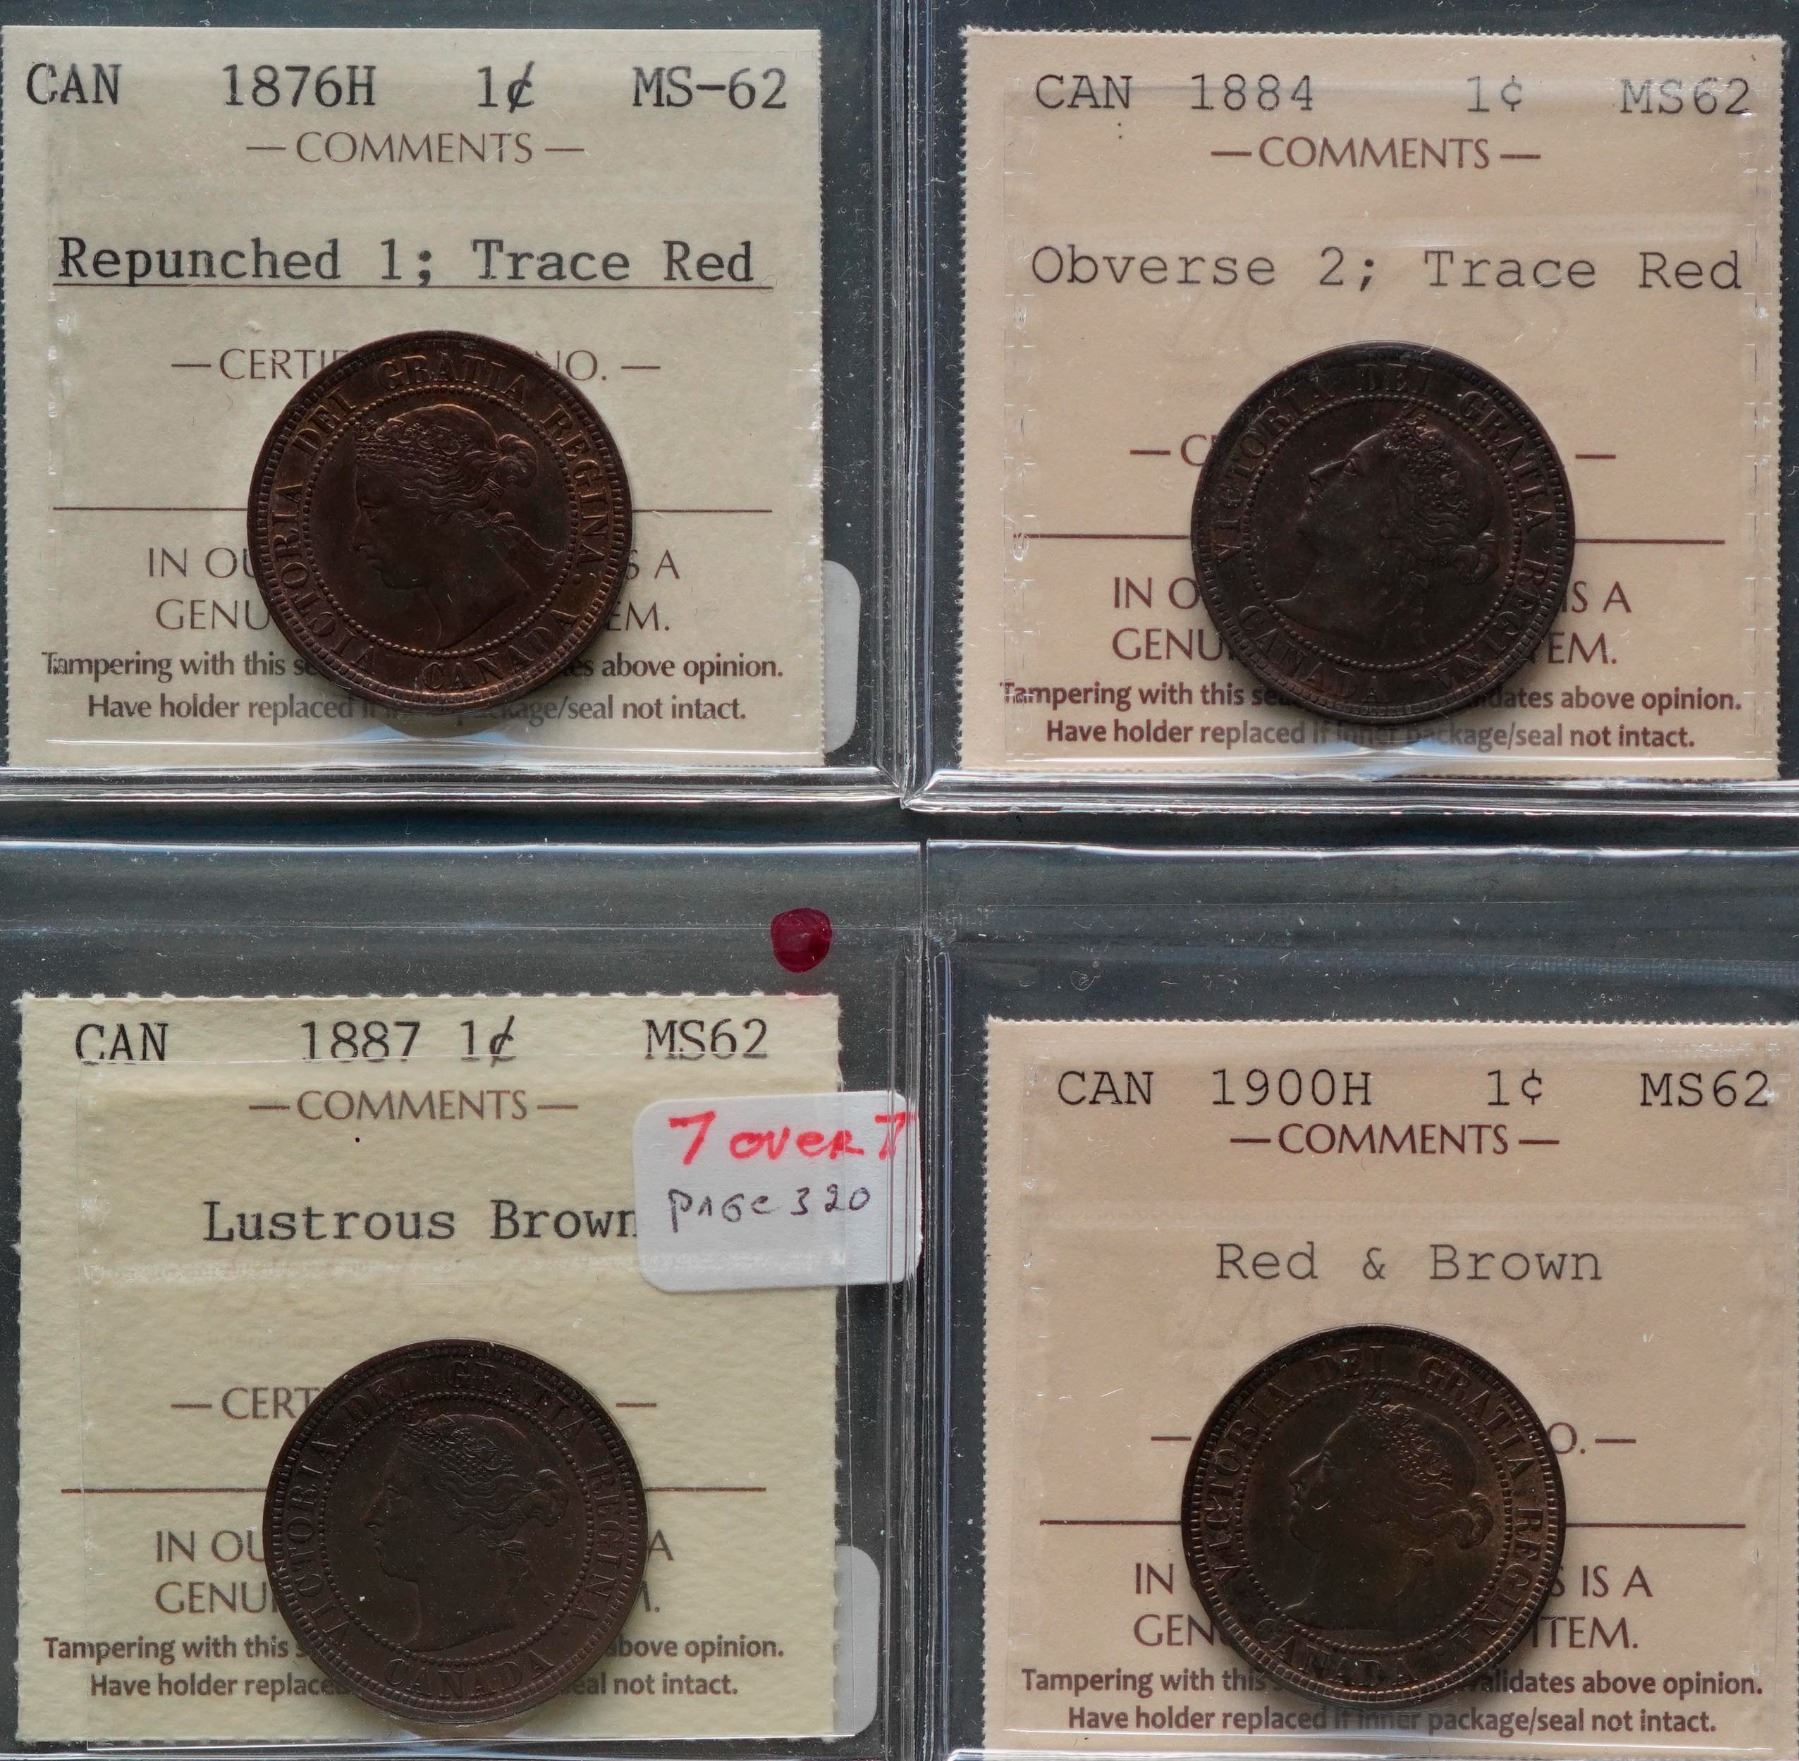 CAN 1876H 1¢ MS-62
—COMMENTS—
Repunched 1; Trace Red
—CERTI NO.—
VICTORIA DEI GRATIA REGINA.
CANADA
IN OU S A
GENU EM.
Tampering with this se es above opinion.
Have holder replaced if package/seal not intact.
CAN 1884 1¢ MS62
—COMMENTS—
Obverse 2; Trace Red
—C —
VICTORIA DEI GRATIA REGINA.
CANADA
IN O IS A
GENU EM.
Tampering with this sea idates above opinion.
Have holder replaced if inner package/seal not intact.
CAN 1887 1¢ MS62
—COMMENTS—
7 over 7
PAGE 320
Lustrous Brown
—CERT —
VICTORIA DEI GRATIA REGINA.
CANADA
IN OU A
GENUI M.
Tampering with this s above opinion.
Have holder replace eal not intact.
CAN 1900H 1¢ MS62
—COMMENTS—
Red & Brown
— O.—
VICTORIA DEI GRATIA REGINA.
CANADA
IN S IS A
GEN ITEM.
Tampering with this validates above opinion.
Have holder replaced if inner package/seal not intact.